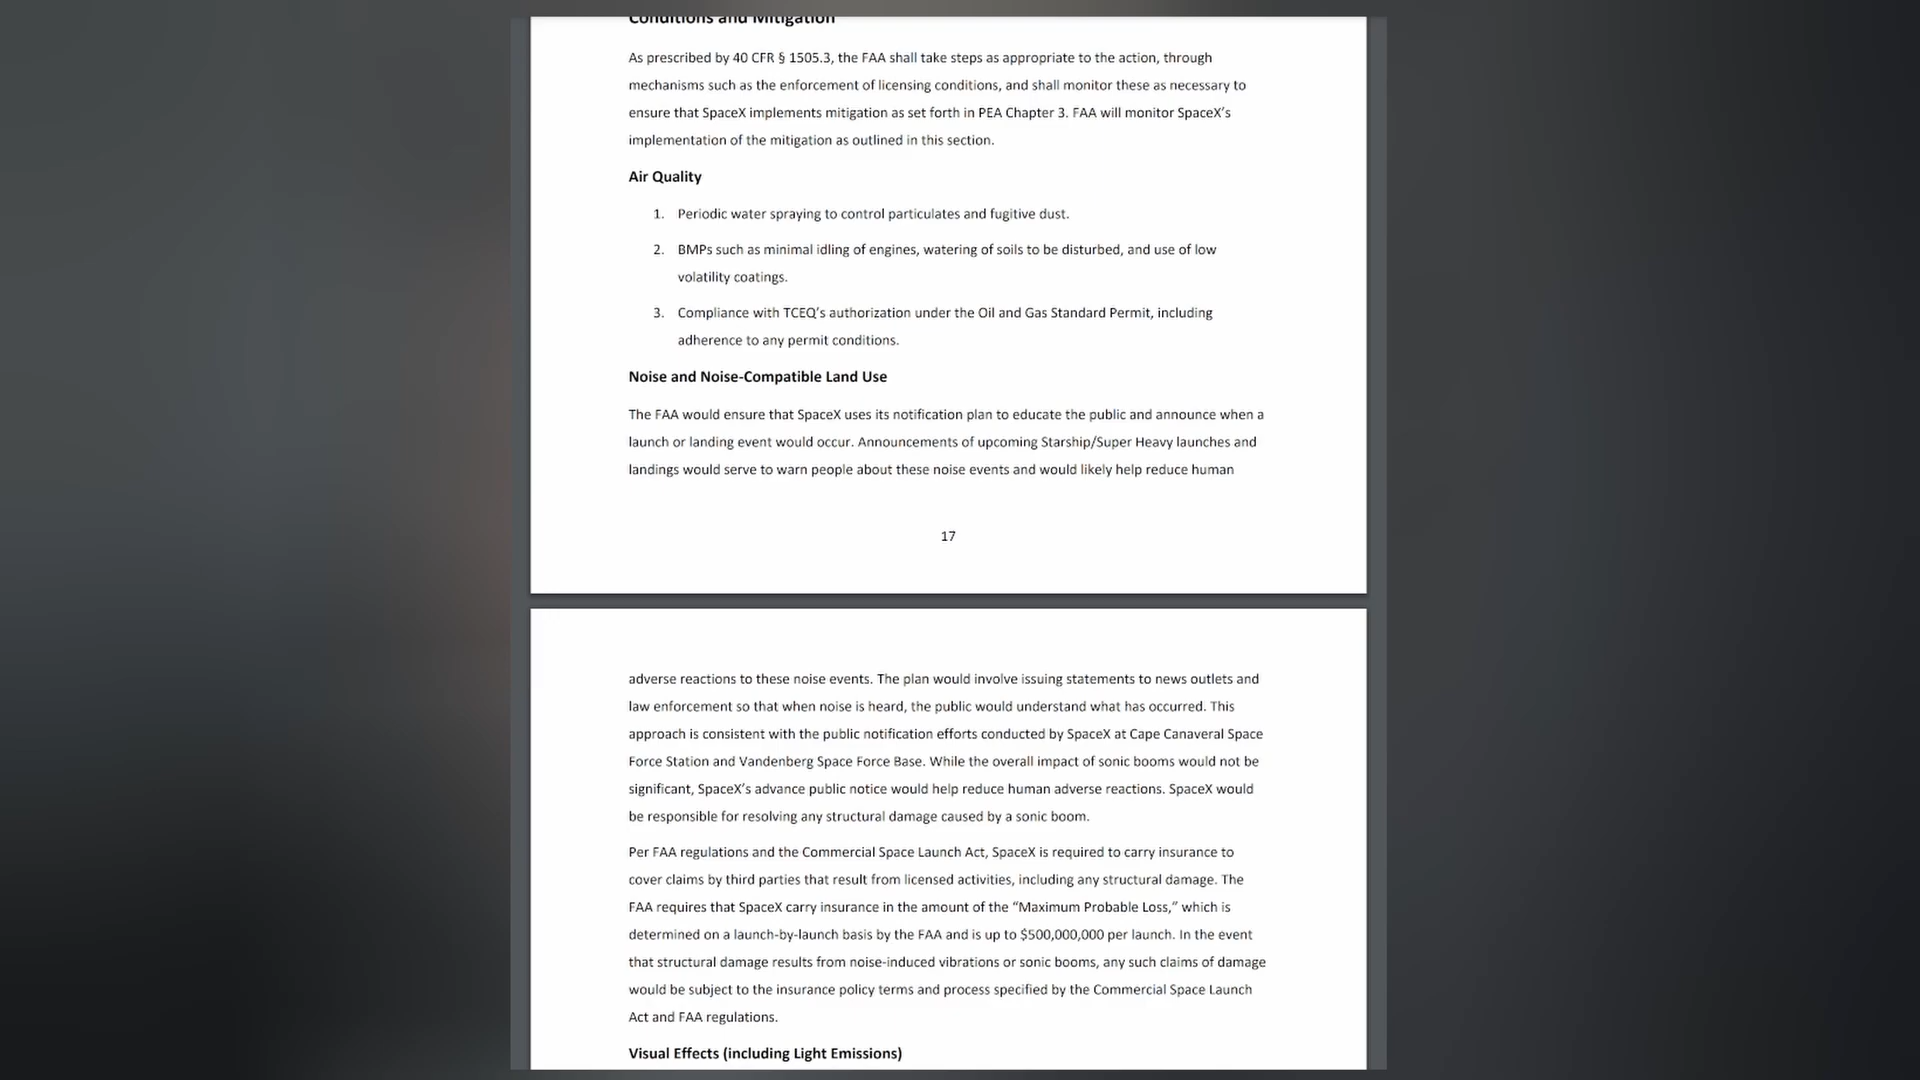 Conditions and Mitigation
As prescribed by 40 CFR § 1505.3, the FAA shall take steps as appropriate to the action, through
mechanisms such as the enforcement of licensing conditions, and shall monitor these as necessary to
ensure that SpaceX implements mitigation as set forth in PEA Chapter 3. FAA will monitor SpaceX’s
implementation of the mitigation as outlined in this section.
Air Quality
1. Periodic water spraying to control particulates and fugitive dust.
2. BMPs such as minimal idling of engines, watering of soils to be disturbed, and use of low
volatility coatings.
3. Compliance with TCEQ’s authorization under the Oil and Gas Standard Permit, including
adherence to any permit conditions.
Noise and Noise-Compatible Land Use
The FAA would ensure that SpaceX uses its notification plan to educate the public and announce when a
launch or landing event would occur. Announcements of upcoming Starship/Super Heavy launches and
landings would serve to warn people about these noise events and would likely help reduce human
17
adverse reactions to these noise events. The plan would involve issuing statements to news outlets and
law enforcement so that when noise is heard, the public would understand what has occurred. This
approach is consistent with the public notification efforts conducted by SpaceX at Cape Canaveral Space
Force Station and Vandenberg Space Force Base. While the overall impact of sonic booms would not be
significant, SpaceX’s advance public notice would help reduce human adverse reactions. SpaceX would
be responsible for resolving any structural damage caused by a sonic boom.
Per FAA regulations and the Commercial Space Launch Act, SpaceX is required to carry insurance to
cover claims by third parties that result from licensed activities, including any structural damage. The
FAA requires that SpaceX carry insurance in the amount of the “Maximum Probable Loss,” which is
determined on a launch-by-launch basis by the FAA and is up to $500,000,000 per launch. In the event
that structural damage results from noise-induced vibrations or sonic booms, any such claims of damage
would be subject to the insurance policy terms and process specified by the Commercial Space Launch
Act and FAA regulations.
Visual Effects (including Light Emissions)